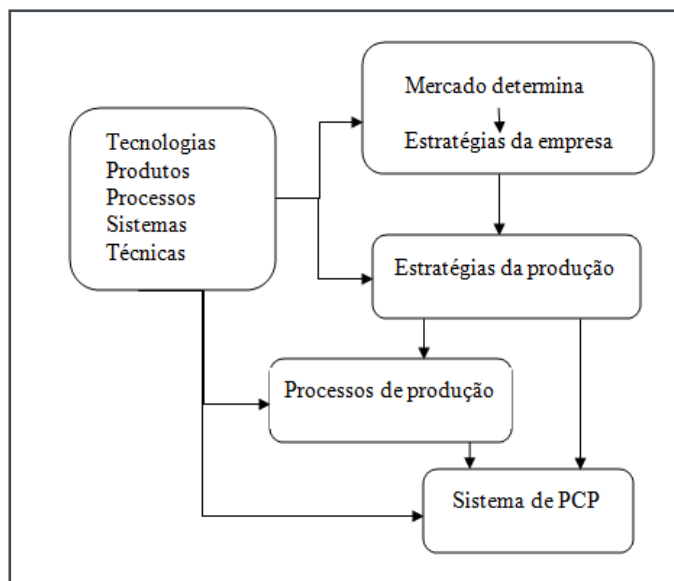 Mercado determina
Estratégias da empresa
Tecnologias
Produtos
Processos
Sistemas
Técnicas
Estratégias da produção
Processos de produção
Sistema de PCP